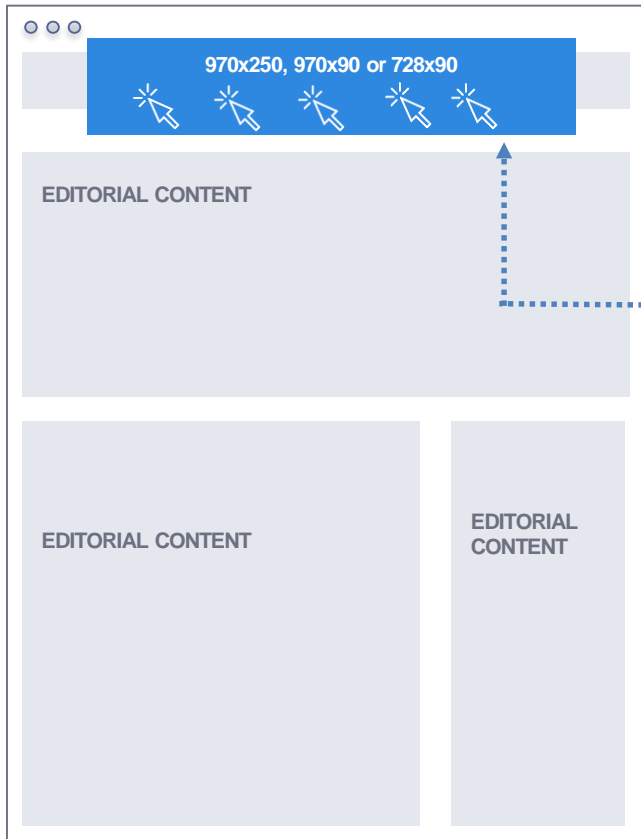 970x250, 970x90 or 728x90
EDITORIAL CONTENT
EDITORIAL CONTENT
EDITORIAL
CONTENT